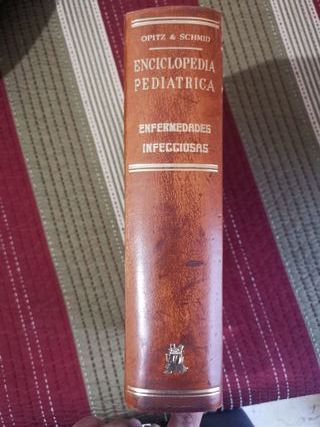 OPITZ & SCHMID
ENCICLOPEDIA
PEDIATRICA
ENFERMEDADES
INFECCIOSAS